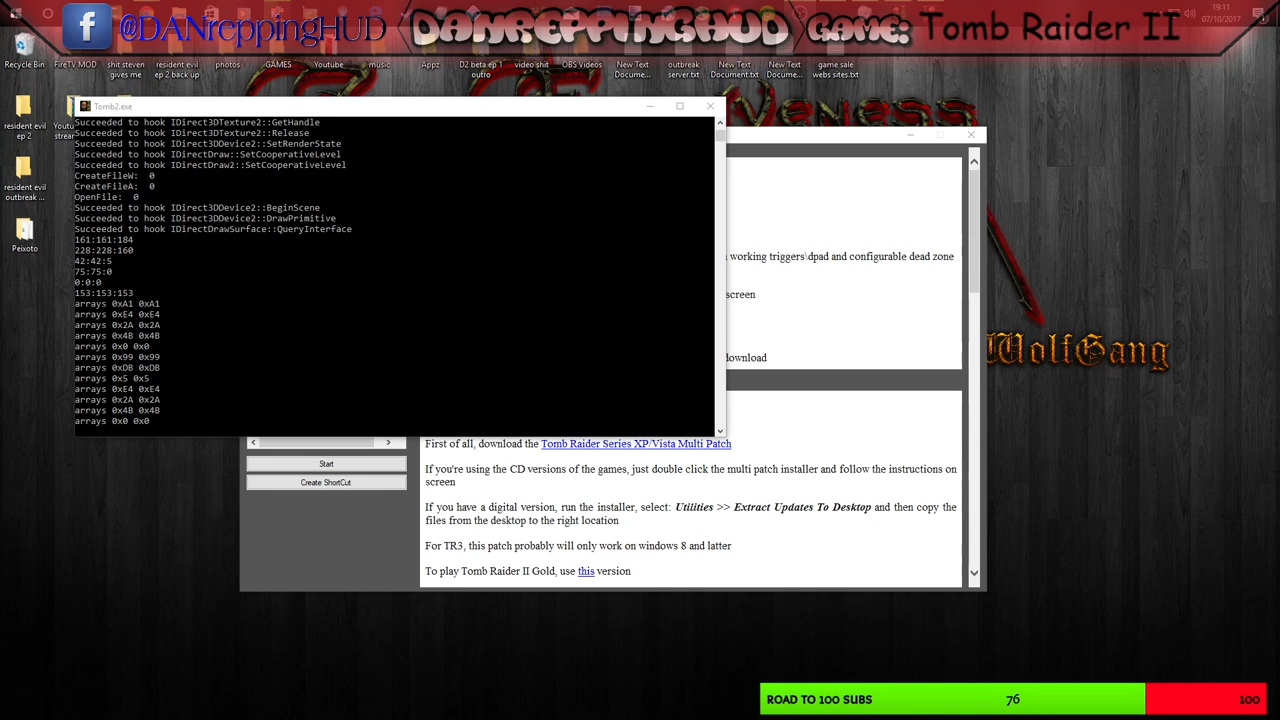 @DANreppingHUD
DANREPPINGHUD GAME: Tomb Raider II
19:11
07/10/2017
Recycle Bin
FireTV MOD
shit steven gives me
resident evil ep 2 back up
photos
GAMES
Youtube
music
Appz
D2 beta ep 1 outro
video shit
OBS Videos
New Text Docume...
outbreak server.txt
New Text Document.txt
New Text Docume...
game sale webs sites.txt
resident evil ep 2
resident evil outbreak ...
Peixoto
Tomb2.exe
Succeeded to hook IDirect3DTexture2::GetHandle
Succeeded to hook IDirect3DTexture2::Release
Succeeded to hook IDirect3DDevice2::SetRenderState
Succeeded to hook IDirectDraw::SetCooperativeLevel
Succeeded to hook IDirectDraw2::SetCooperativeLevel
CreateFileW:  0
CreateFileA:  0
OpenFile:  0
Succeeded to hook IDirect3DDevice2::BeginScene
Succeeded to hook IDirect3DDevice2::DrawPrimitive
Succeeded to hook IDirectDrawSurface::QueryInterface
161:161:184
228:228:160
42:42:5
75:75:0
0:0:0
153:153:153
arrays 0xA1 0xA1
arrays 0xE4 0xE4
arrays 0x2A 0x2A
arrays 0x4B 0x4B
arrays 0x0 0x0
arrays 0x99 0x99
arrays 0xDB 0xDB
arrays 0x5 0x5
arrays 0xE4 0xE4
arrays 0x2A 0x2A
arrays 0x4B 0x4B
arrays 0x0 0x0
working triggers\dpad and configurable dead zone
screen
download
WolfGang
First of all, download the Tomb Raider Series XP/Vista Multi Patch
If you're using the CD versions of the games, just double click the multi patch installer and follow the instructions on
screen
If you have a digital version, run the installer, select: Utilities >> Extract Updates To Desktop and then copy the
files from the desktop to the right location
For TR3, this patch probably will only work on windows 8 and latter
To play Tomb Raider II Gold, use this version
Start
Create ShortCut
ROAD TO 100 SUBS 76 100